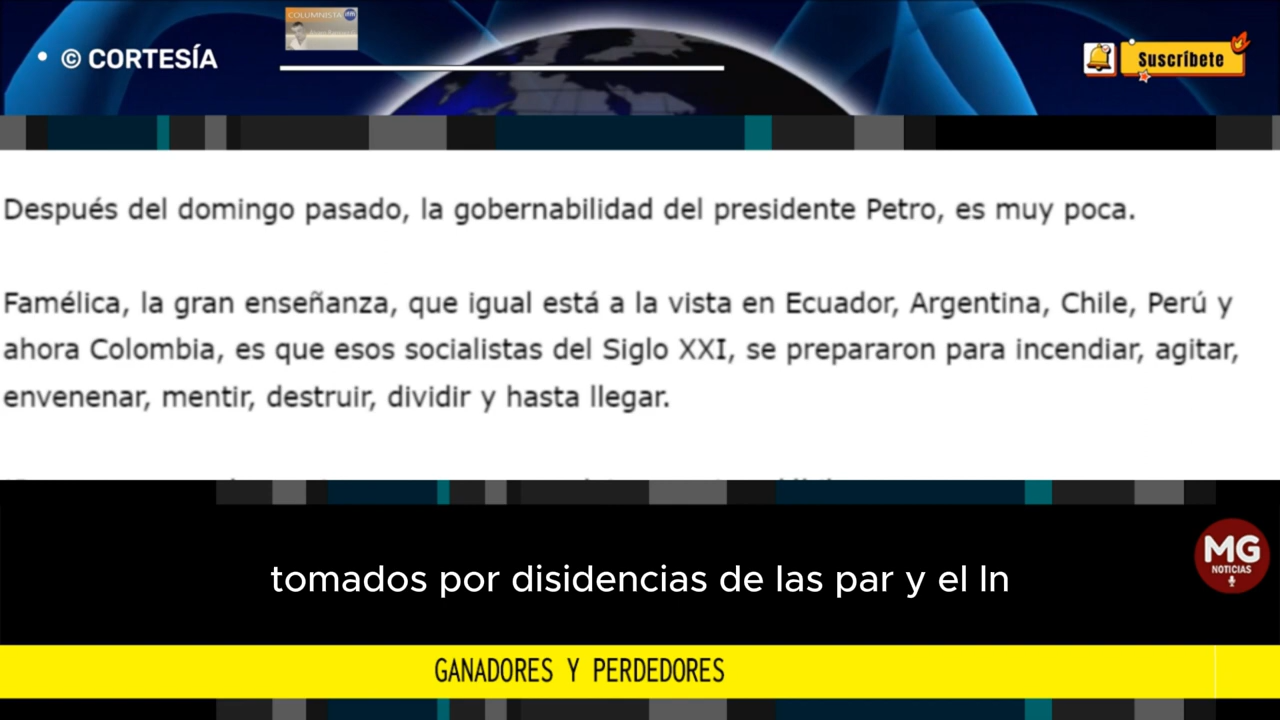 COLUMNISTA
• © CORTESÍA
Suscríbete
Después del domingo pasado, la gobernabilidad del presidente Petro, es muy poca.
Famélica, la gran enseñanza, que igual está a la vista en Ecuador, Argentina, Chile, Perú y
ahora Colombia, es que esos socialistas del Siglo XXI, se prepararon para incendiar, agitar,
envenenar, mentir, destruir, dividir y hasta llegar.
MG
NOTICIAS
tomados por disidencias de las par y el ln
GANADORES Y PERDEDORES